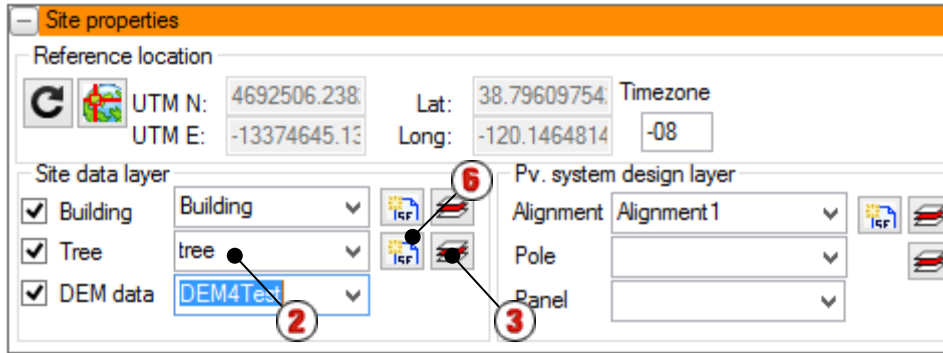 Site properties
Reference location
UTM N: 4692506.238 Lat: 38.79609754 Timezone
UTM E: -13374645.13 Long: -120.1464814 -08
Site data layer Pv. system design layer
6
Building Building Alignment Alignment1
Tree tree Pole
DEM data DEM4Test Panel
2 3